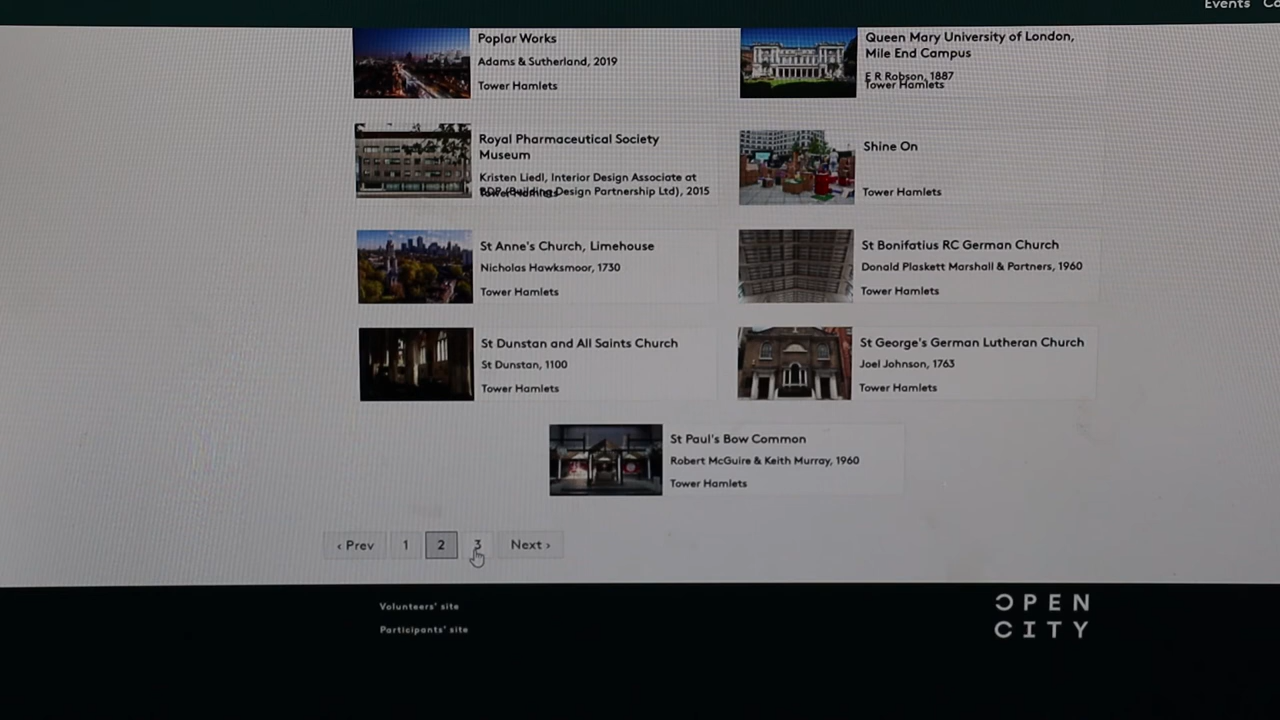 Events
Poplar Works
Adams & Sutherland, 2019
Tower Hamlets
Queen Mary University of London,
Mile End Campus
E R Robson, 1887
Tower Hamlets
Royal Pharmaceutical Society
Museum
Kristen Liedl, Interior Design Associate at
BDP (Building Design Partnership Ltd), 2015
Tower Hamlets
Shine On
Tower Hamlets
St Anne's Church, Limehouse
Nicholas Hawksmoor, 1730
Tower Hamlets
St Bonifatius RC German Church
Donald Plaskett Marshall & Partners, 1960
Tower Hamlets
St Dunstan and All Saints Church
St Dunstan, 1100
Tower Hamlets
St George's German Lutheran Church
Joel Johnson, 1763
Tower Hamlets
St Paul's Bow Common
Robert McGuire & Keith Murray, 1960
Tower Hamlets
‹ Prev 1 2 3 Next ›
Volunteers' site
Participants' site
OPEN
CITY